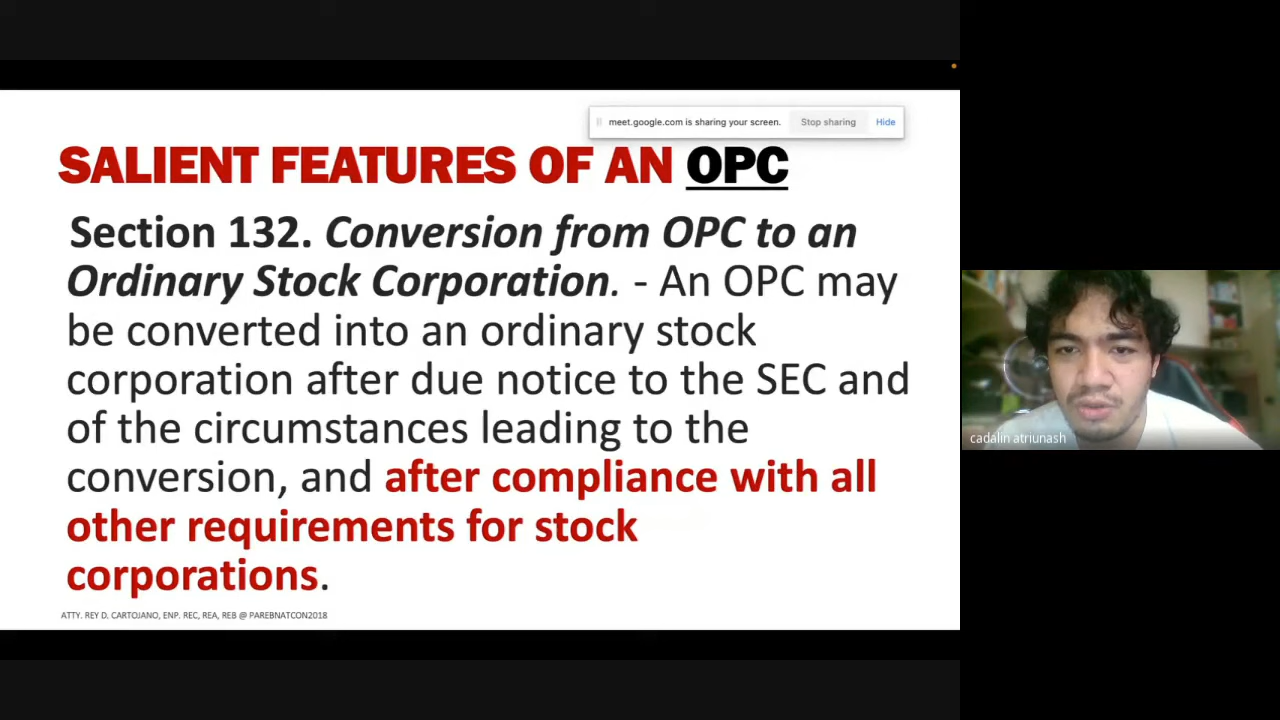 meet.google.com is sharing your screen. Stop sharing Hide
SALIENT FEATURES OF AN OPC
Section 132. Conversion from OPC to an
Ordinary Stock Corporation. - An OPC may
be converted into an ordinary stock
corporation after due notice to the SEC and
of the circumstances leading to the
conversion, and after compliance with all
other requirements for stock
corporations.
ATTY. REY D. CARTOJANO, ENP. REC, REA, REB @ PAREBNATCON2018
cadalin atriunash